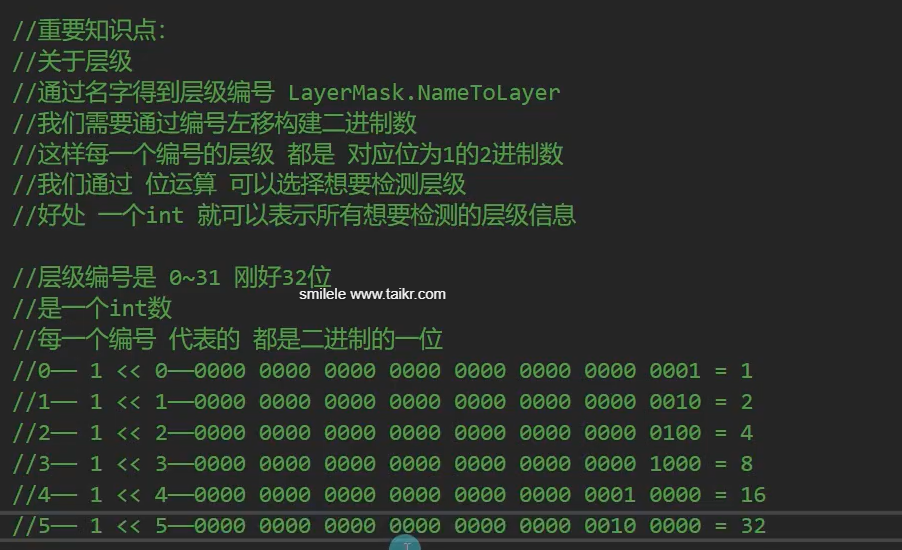 //重要知识点:
//关于层级
//通过名字得到层级编号 LayerMask.NameToLayer
//我们需要通过编号左移构建二进制数
//这样每一个编号的层级 都是 对应位为1的2进制数
//我们通过 位运算 可以选择想要检测层级
//好处 一个int 就可以表示所有想要检测的层级信息
//层级编号是 0~31 刚好32位
smilele www.taikr.com
//是一个int数
//每一个编号 代表的 都是二进制的一位
//0—— 1 << 0——0000 0000 0000 0000 0000 0000 0000 0001 = 1
//1—— 1 << 1——0000 0000 0000 0000 0000 0000 0000 0010 = 2
//2—— 1 << 2——0000 0000 0000 0000 0000 0000 0000 0100 = 4
//3—— 1 << 3——0000 0000 0000 0000 0000 0000 0000 1000 = 8
//4—— 1 << 4——0000 0000 0000 0000 0000 0000 0001 0000 = 16
//5—— 1 << 5——0000 0000 0000 0000 0000 0000 0010 0000 = 32